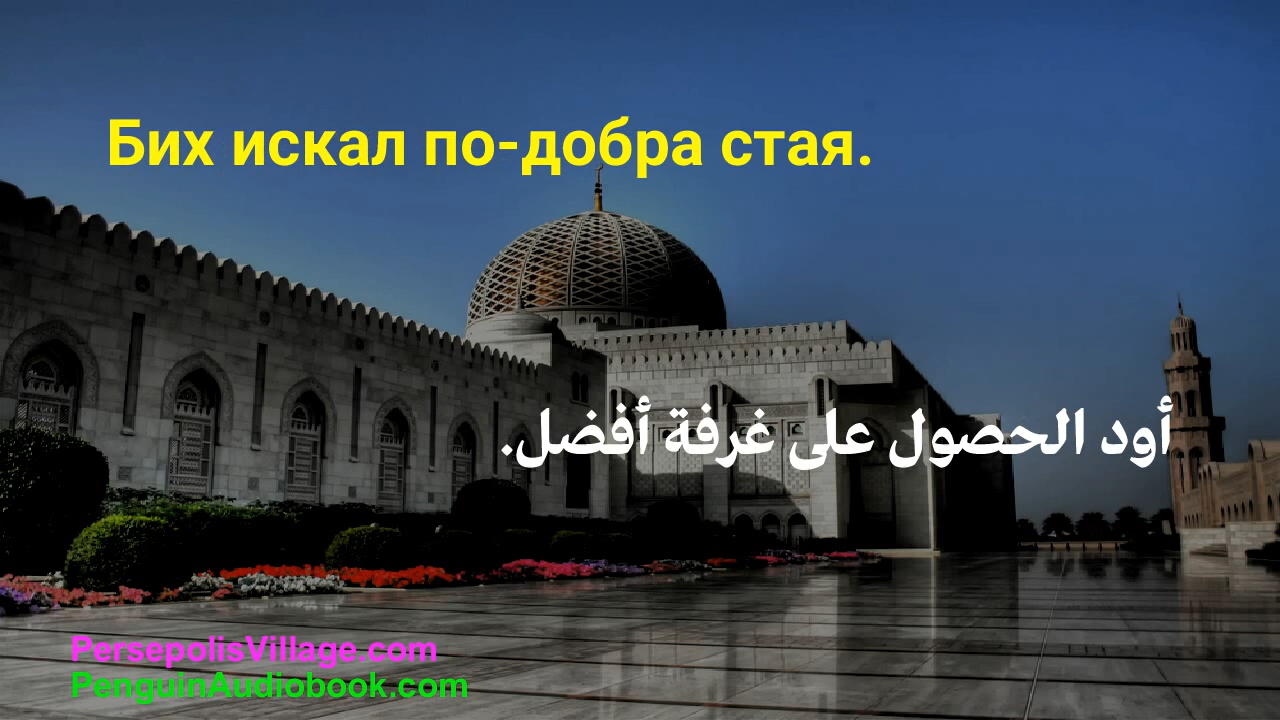 Бих искал по-добра стая.
أود الحصول على غرفة أفضل.
PersepolisVillage.com
PenguinAudiobook.com